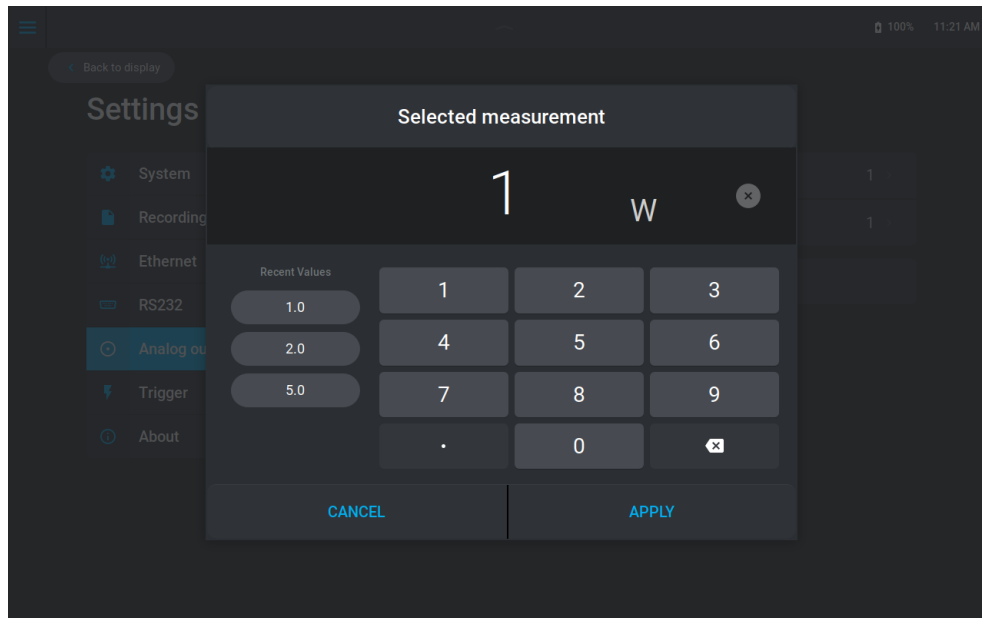 100% 11:21 AM
Back to display
Settings
Selected measurement
1 W
System 1
Recording 1
Ethernet
RS232
Analog ou
Trigger
About
Recent Values
1.0
2.0
5.0
1 2 3
4 5 6
7 8 9
. 0
CANCEL APPLY